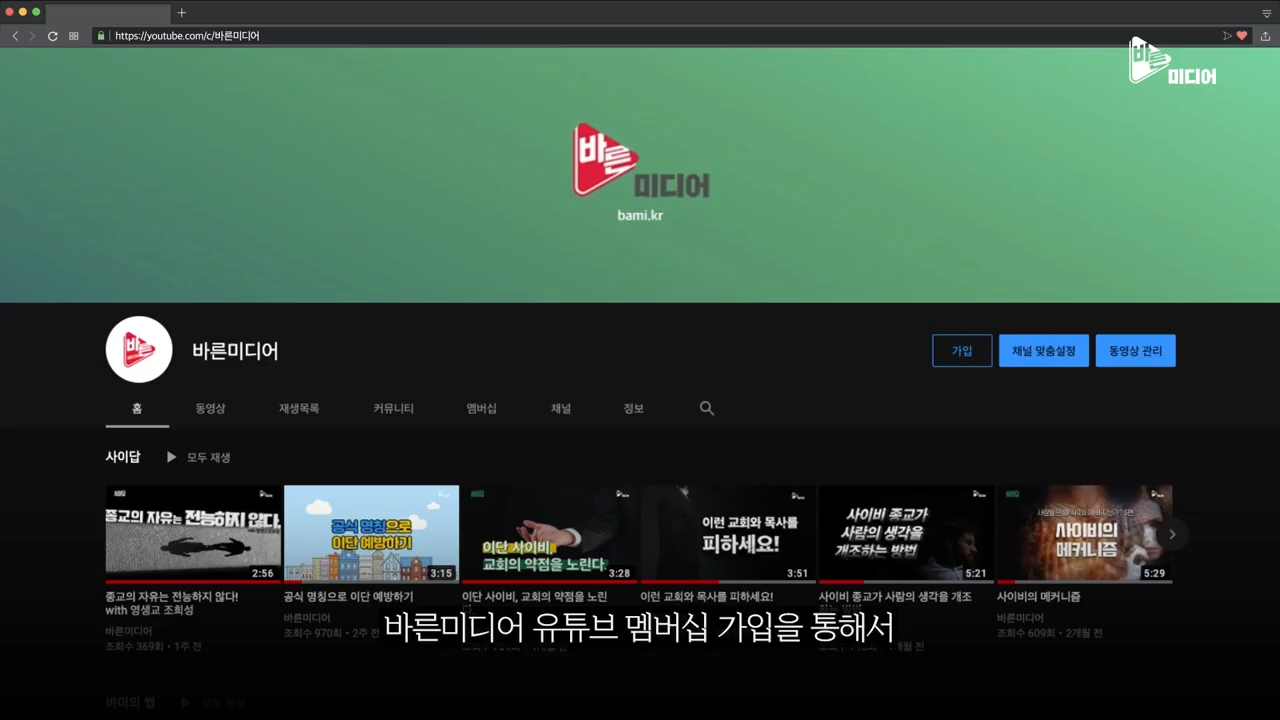 https://youtube.com/c/바른미디어
바른
미디어
바른
미디어
bami.kr
바른미디어
가입
채널 맞춤설정
동영상 관리
홈
동영상
재생목록
커뮤니티
멤버십
채널
정보
사이답
모두 재생
종교의 자유는 전능하지 않다.
2:56
공식 명칭으로
이단 예방하기
3:15
이단 사이비,
교회의 약점을 노린다.
3:28
이런 교회와 목사를
피하세요!
3:51
사이비 종교가
사람의 생각을
개조하는 방법
5:21
사이비의
메커니즘
5:29
종교의 자유는 전능하지 않다!
with 영생교 조희성
바른미디어
조회수 369회 • 1주 전
공식 명칭으로 이단 예방하기
바른미디어
조회수 970회 • 2주 전
이단 사이비, 교회의 약점을 노린
이런 교회와 목사를 피하세요!
사이비 종교가 사람의 생각을 개조
사이비의 메커니즘
바른미디어
조회수 609회 • 2개월 전
바른미디어 유튜브 멤버십 가입을 통해서
바미의 썰
모두 재생